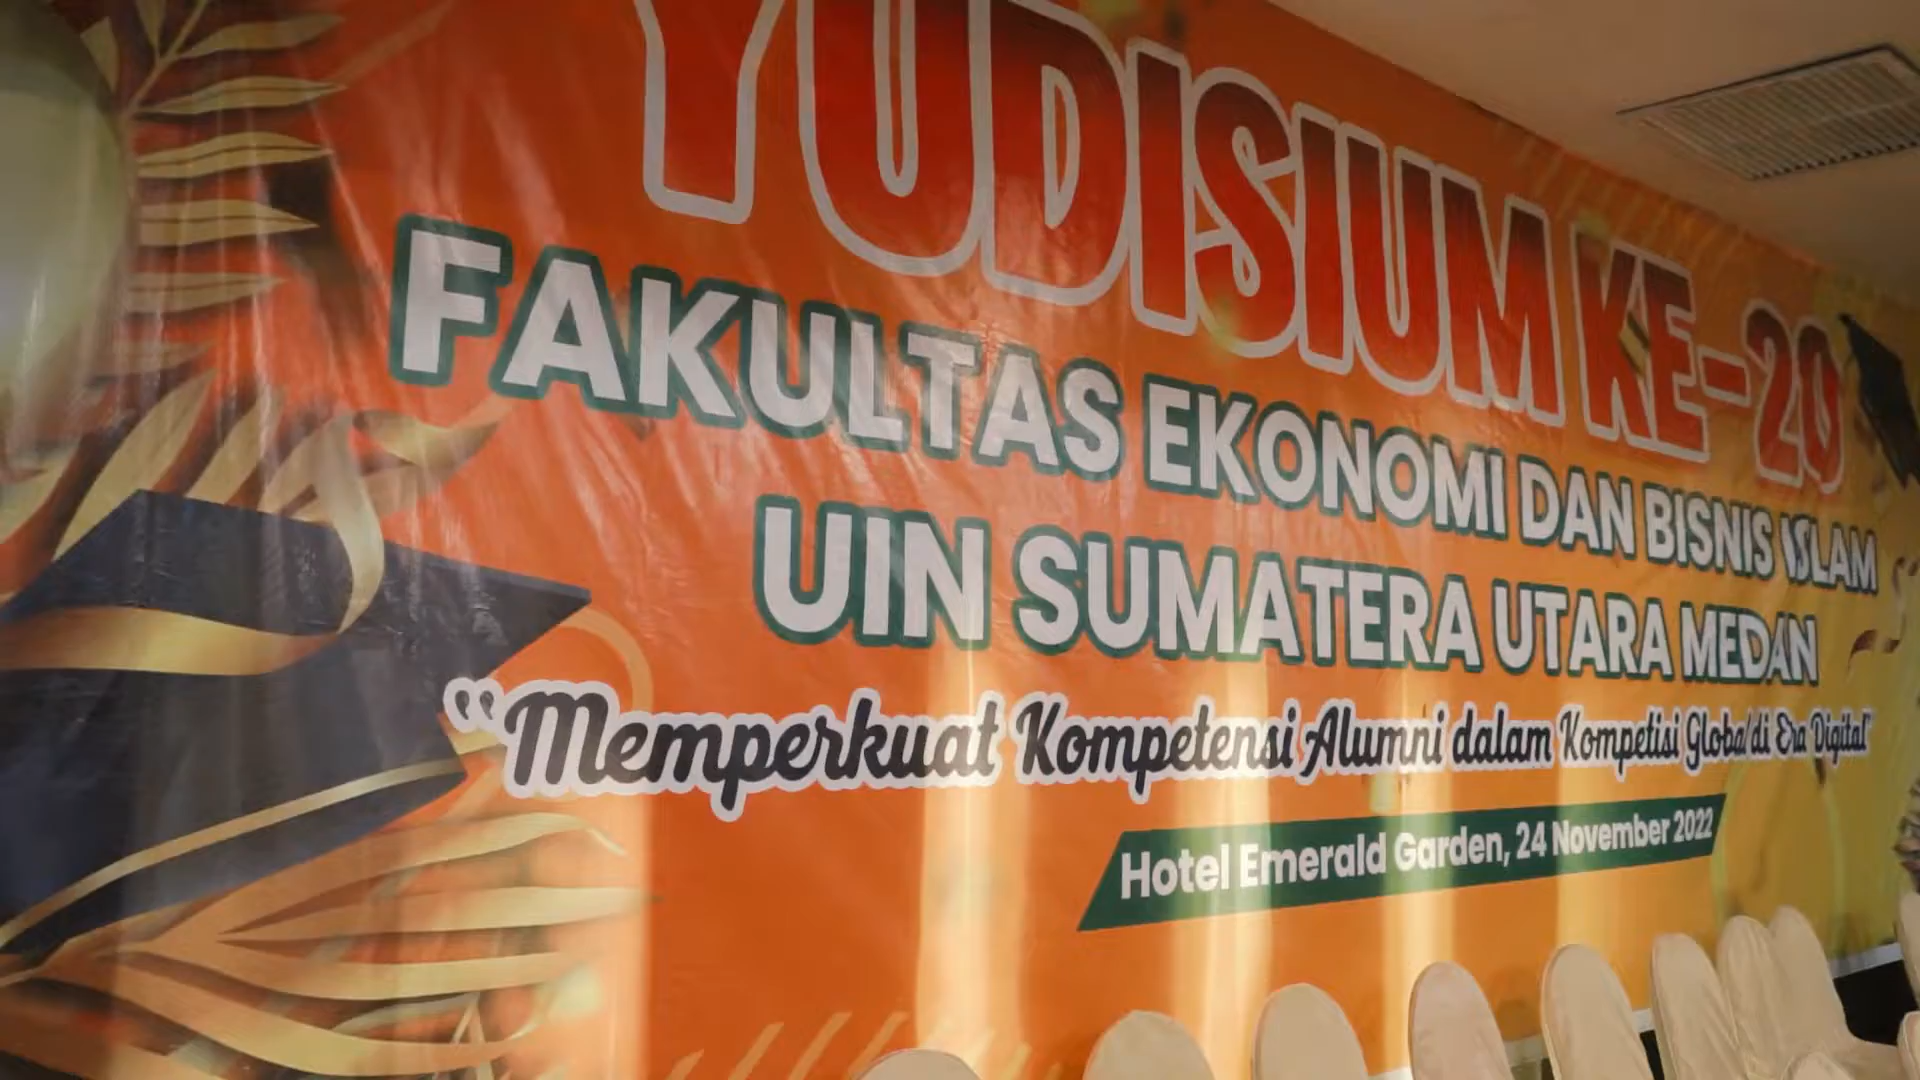 YUDISIUM KE-20
FAKULTAS EKONOMI DAN BISNIS ISLAM
UIN SUMATERA UTARA MEDAN
"Memperkuat Kompetensi Alumni dalam Kompetisi Global di Era Digital"
Hotel Emerald Garden, 24 November 2022